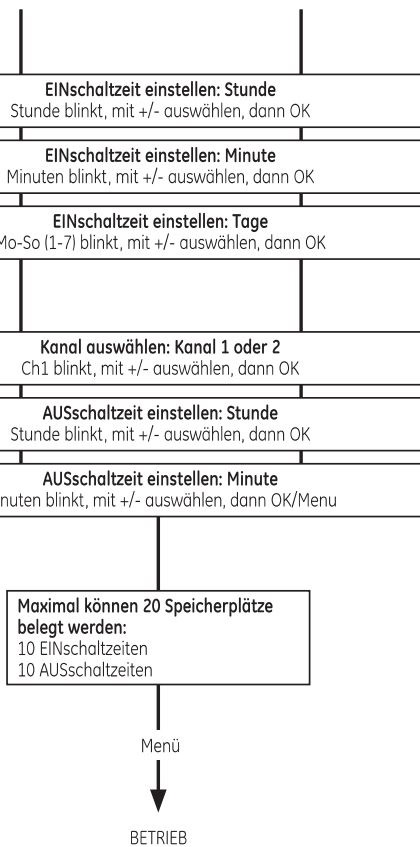 EINschaltzeit einstellen: Stunde
Stunde blinkt, mit +/- auswählen, dann OK
EINschaltzeit einstellen: Minute
Minuten blinkt, mit +/- auswählen, dann OK
EINschaltzeit einstellen: Tage
Mo-So (1-7) blinkt, mit +/- auswählen, dann OK
Kanal auswählen: Kanal 1 oder 2
Ch1 blinkt, mit +/- auswählen, dann OK
AUSschaltzeit einstellen: Stunde
Stunde blinkt, mit +/- auswählen, dann OK
AUSschaltzeit einstellen: Minute
nuten blinkt, mit +/- auswählen, dann OK/Menu
Maximal können 20 Speicherplätze
belegt werden:
10 EINschaltzeiten
10 AUSschaltzeiten
Menü
BETRIEB